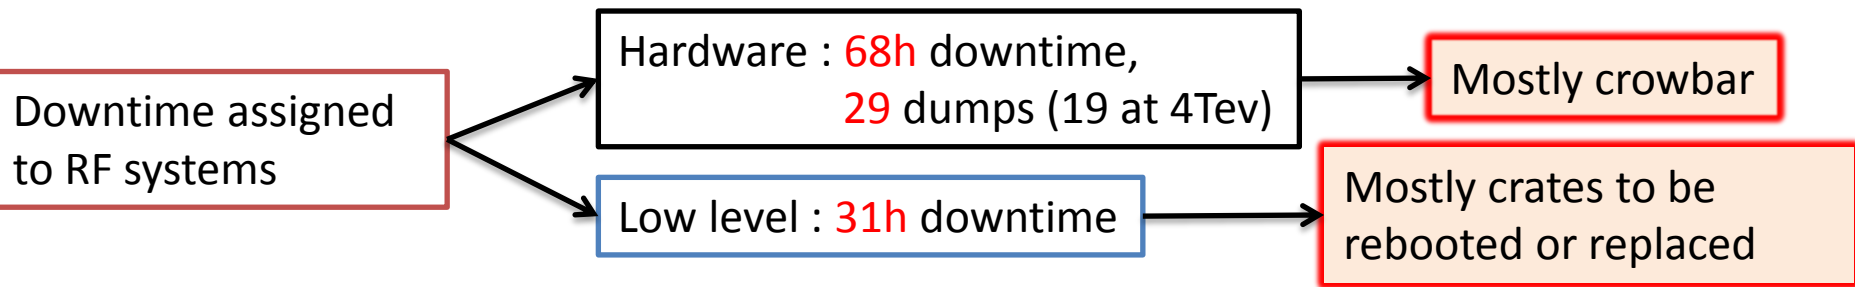 Downtime assigned
to RF systems
Hardware : 68h downtime,
29 dumps (19 at 4Tev)
Mostly crowbar
Low level : 31h downtime
Mostly crates to be
rebooted or replaced